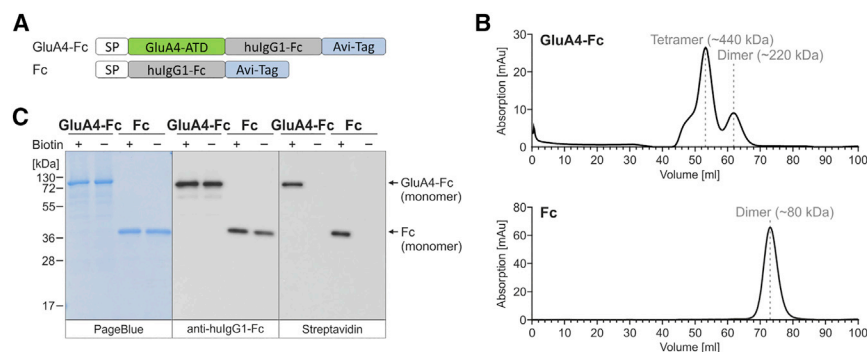 A
GluA4-Fc SP GluA4-ATD huIgG1-Fc Avi-Tag
Fc SP huIgG1-Fc Avi-Tag
C
GluA4-Fc Fc GluA4-Fc Fc GluA4-Fc Fc
Biotin + − + − + − + − + − + −
[kDa]
130
72
55
36
28
17
GluA4-Fc
(monomer)
Fc
(monomer)
PageBlue anti-huIgG1-Fc Streptavidin
B
GluA4-Fc
Tetramer (~440 kDa)
Dimer (~220 kDa)
Absorption [mAu]
30
20
10
0
0 10 20 30 40 50 60 70 80 90 100
Volume [ml]
Fc
Dimer (~80 kDa)
Absorption [mAu]
80
60
40
20
0
0 10 20 30 40 50 60 70 80 90 100
Volume [ml]